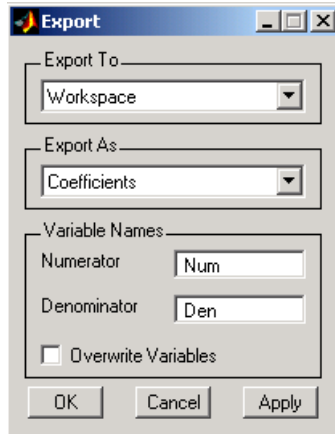 Export
Export To
Workspace
Export As
Coefficients
Variable Names
Numerator Num
Denominator Den
Overwrite Variables
OK Cancel Apply